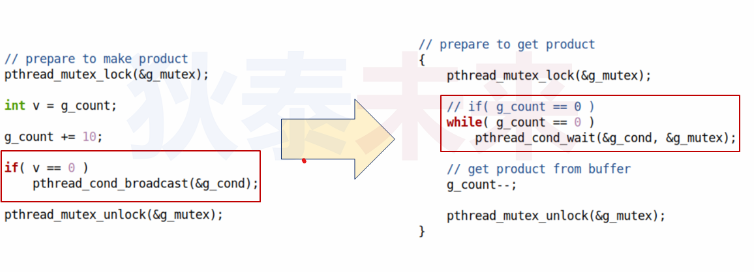 狄泰未来
// prepare to make product
pthread_mutex_lock(&g_mutex);
int v = g_count;
g_count += 10;
if( v == 0 )
pthread_cond_broadcast(&g_cond);
pthread_mutex_unlock(&g_mutex);
// prepare to get product
{
pthread_mutex_lock(&g_mutex);
// if( g_count == 0 )
while( g_count == 0 )
pthread_cond_wait(&g_cond, &g_mutex);
// get product from buffer
g_count--;
pthread_mutex_unlock(&g_mutex);
}